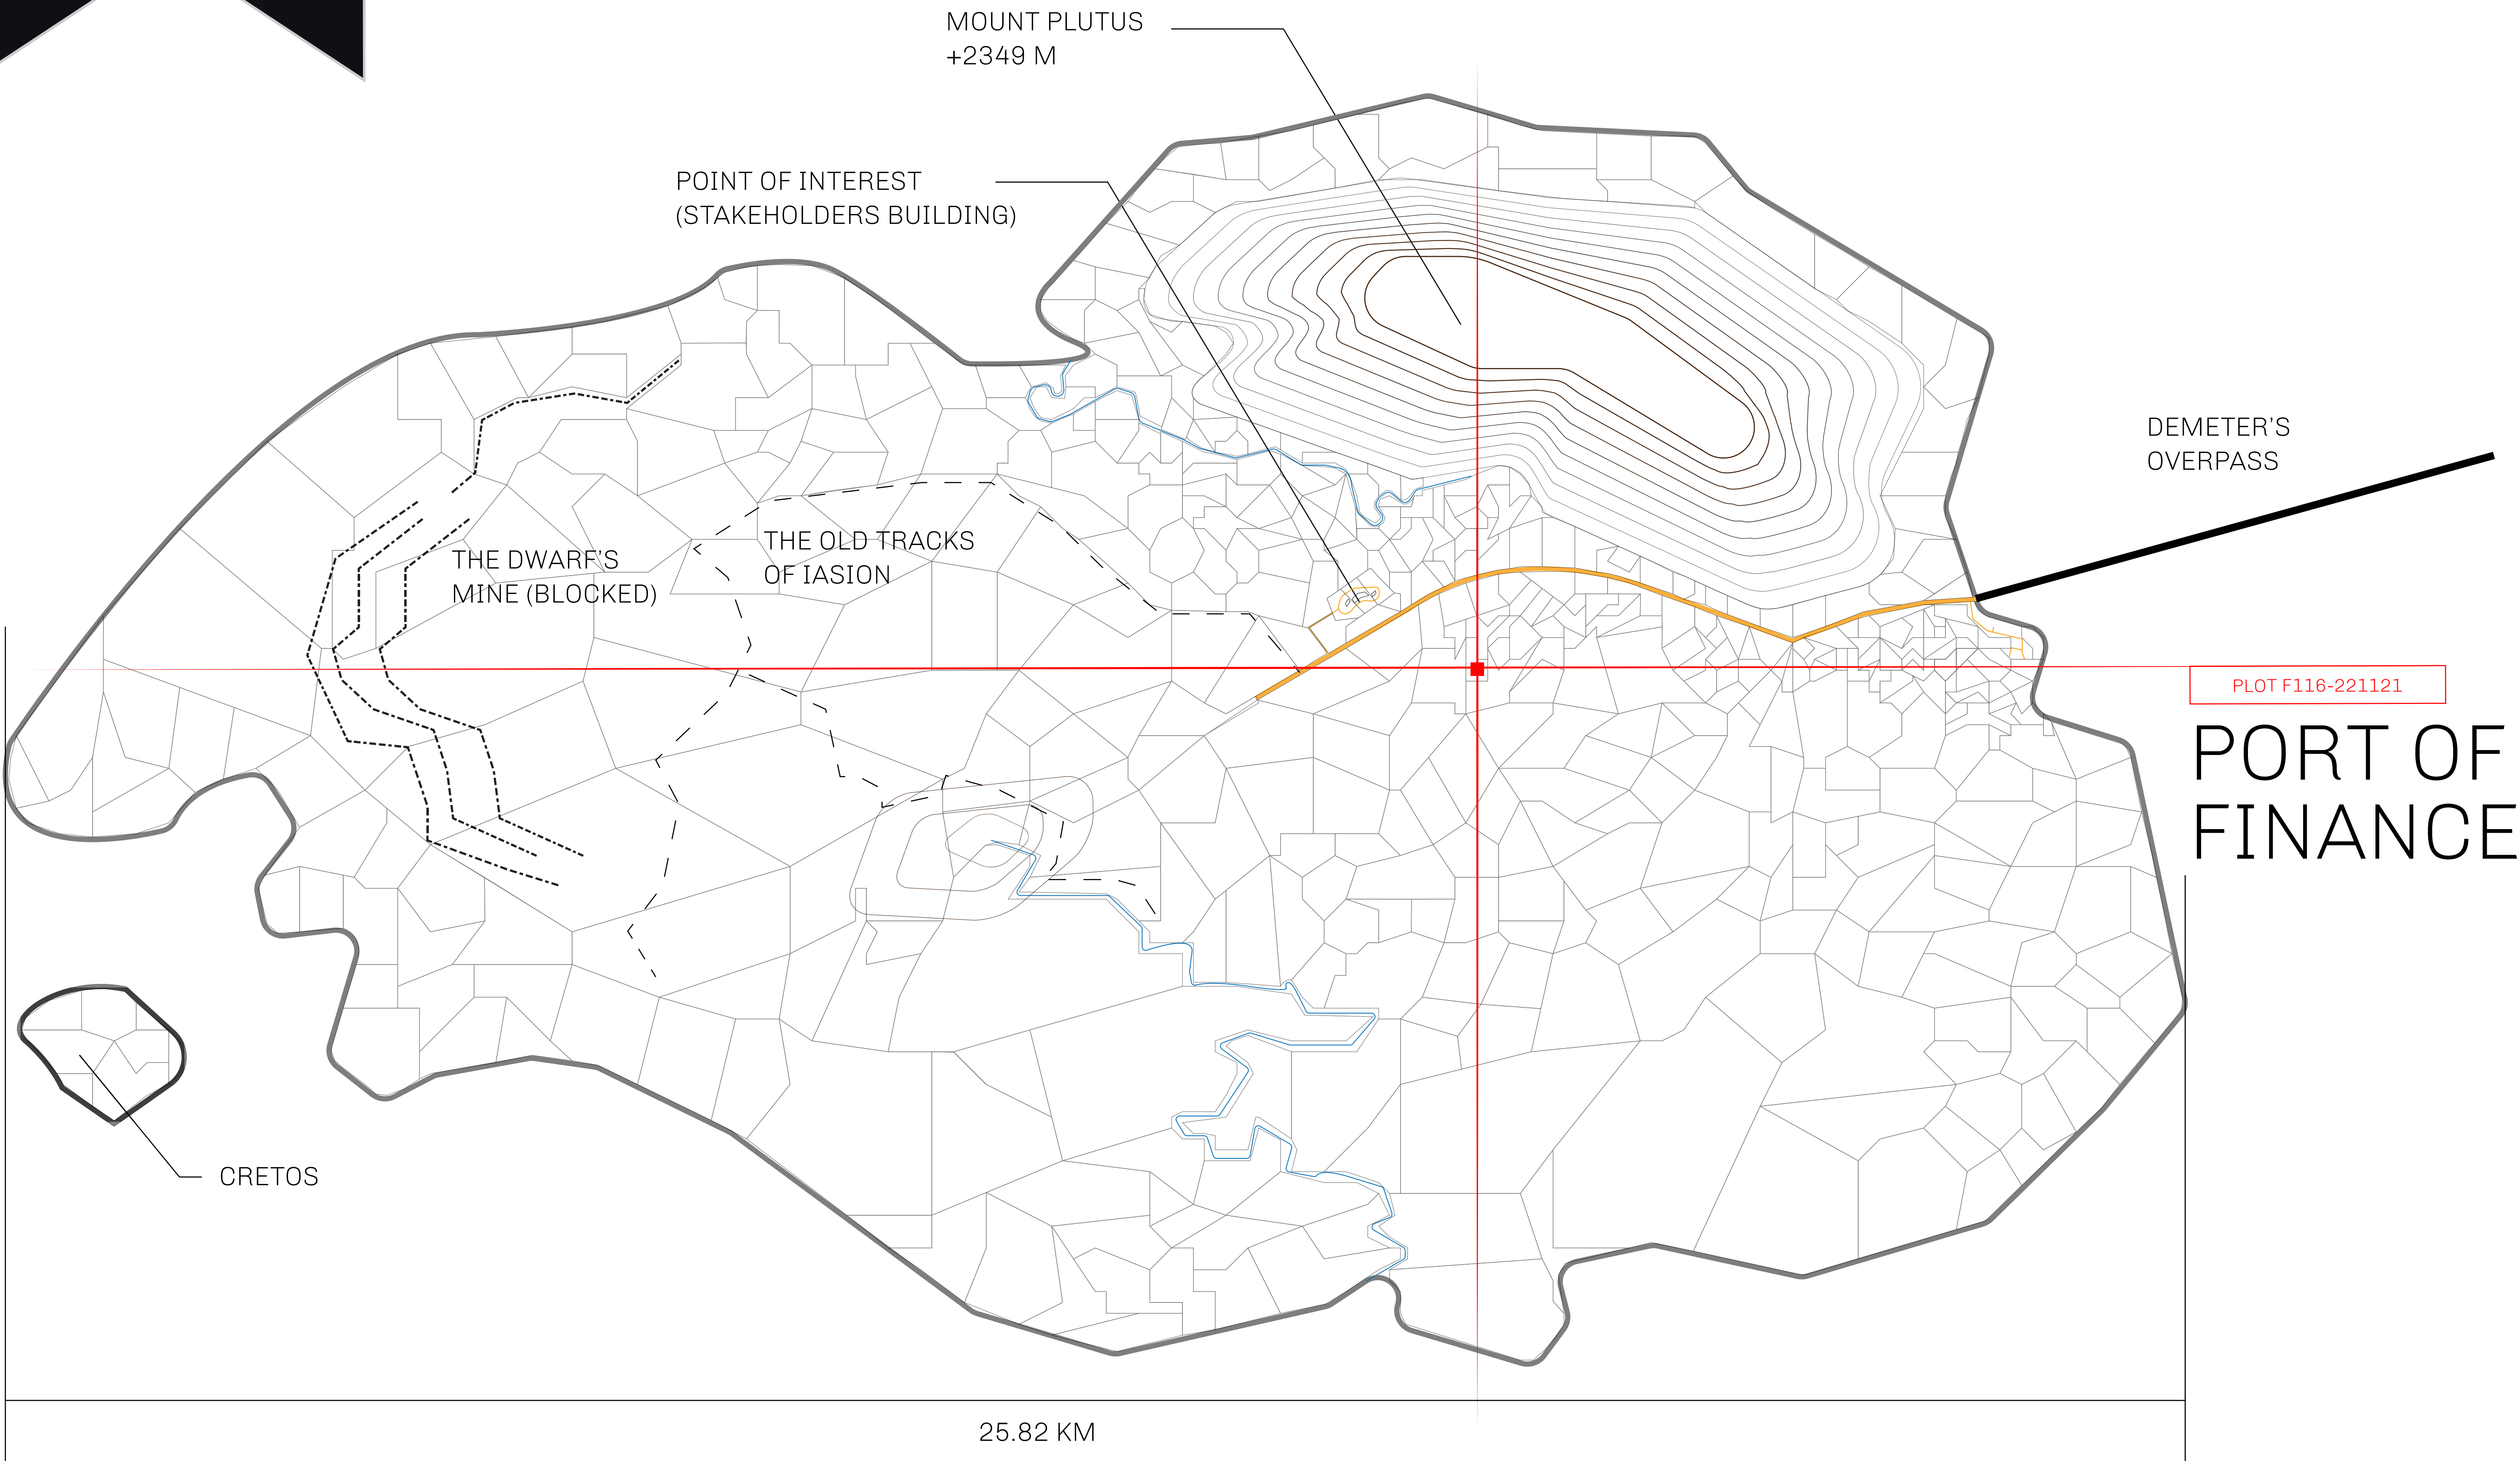 MOUNT PLUTUS
+2349 M
POINT OF INTEREST
(STAKEHOLDERS BUILDING)
DEMETER'S
OVERPASS
THE OLD TRACKS
OF IASION
THE DWARF'S
MINE (BLOCKED)
PLOT F116-221121
PORT OF
FINANCE
CRETOS
25.82 KM